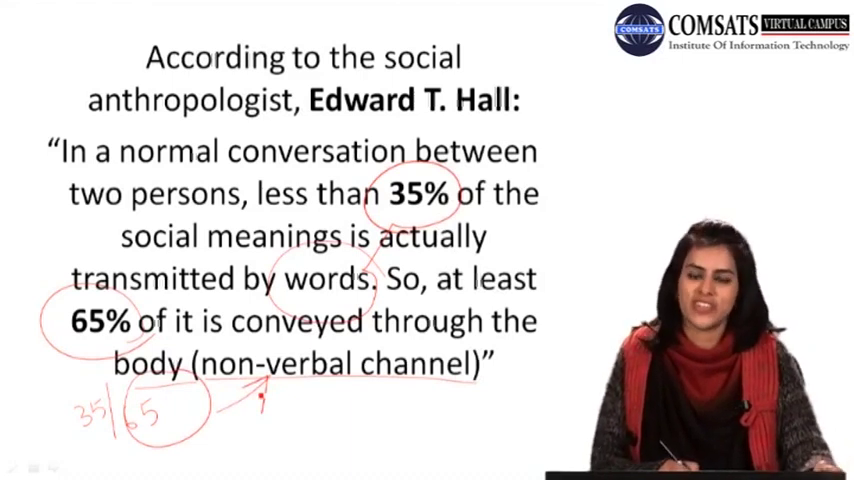 COMSATS VIRTUAL CAMPUS
COMSATS
Institute Of Information Technology
According to the social
anthropologist, Edward T. Hall:
“In a normal conversation between
two persons, less than 35% of the
social meanings is actually
transmitted by words. So, at least
65% of it is conveyed through the
body (non-verbal channel)”
35/65